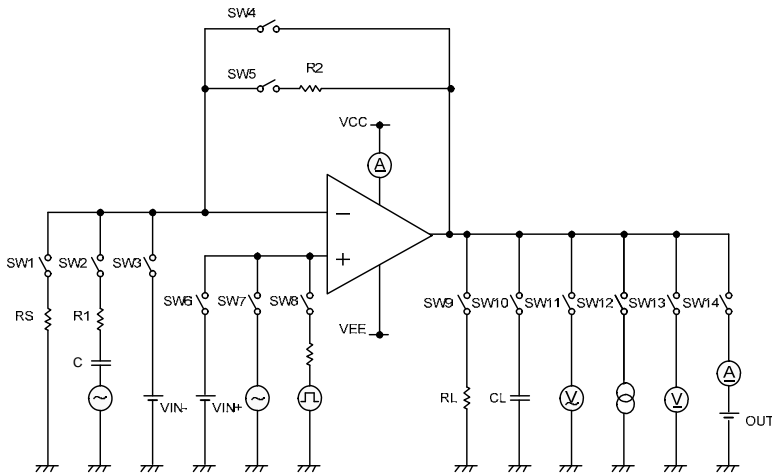 SW4
SW5
R2
VCC
A
−
+
SW1
SW2
SW3
SW6
SW7
SW8
VEE
SW9
SW10
SW11
SW12
SW13
SW14
RS
R1
C
VIN-
VIN+
RL
CL
V
V
A
OUT